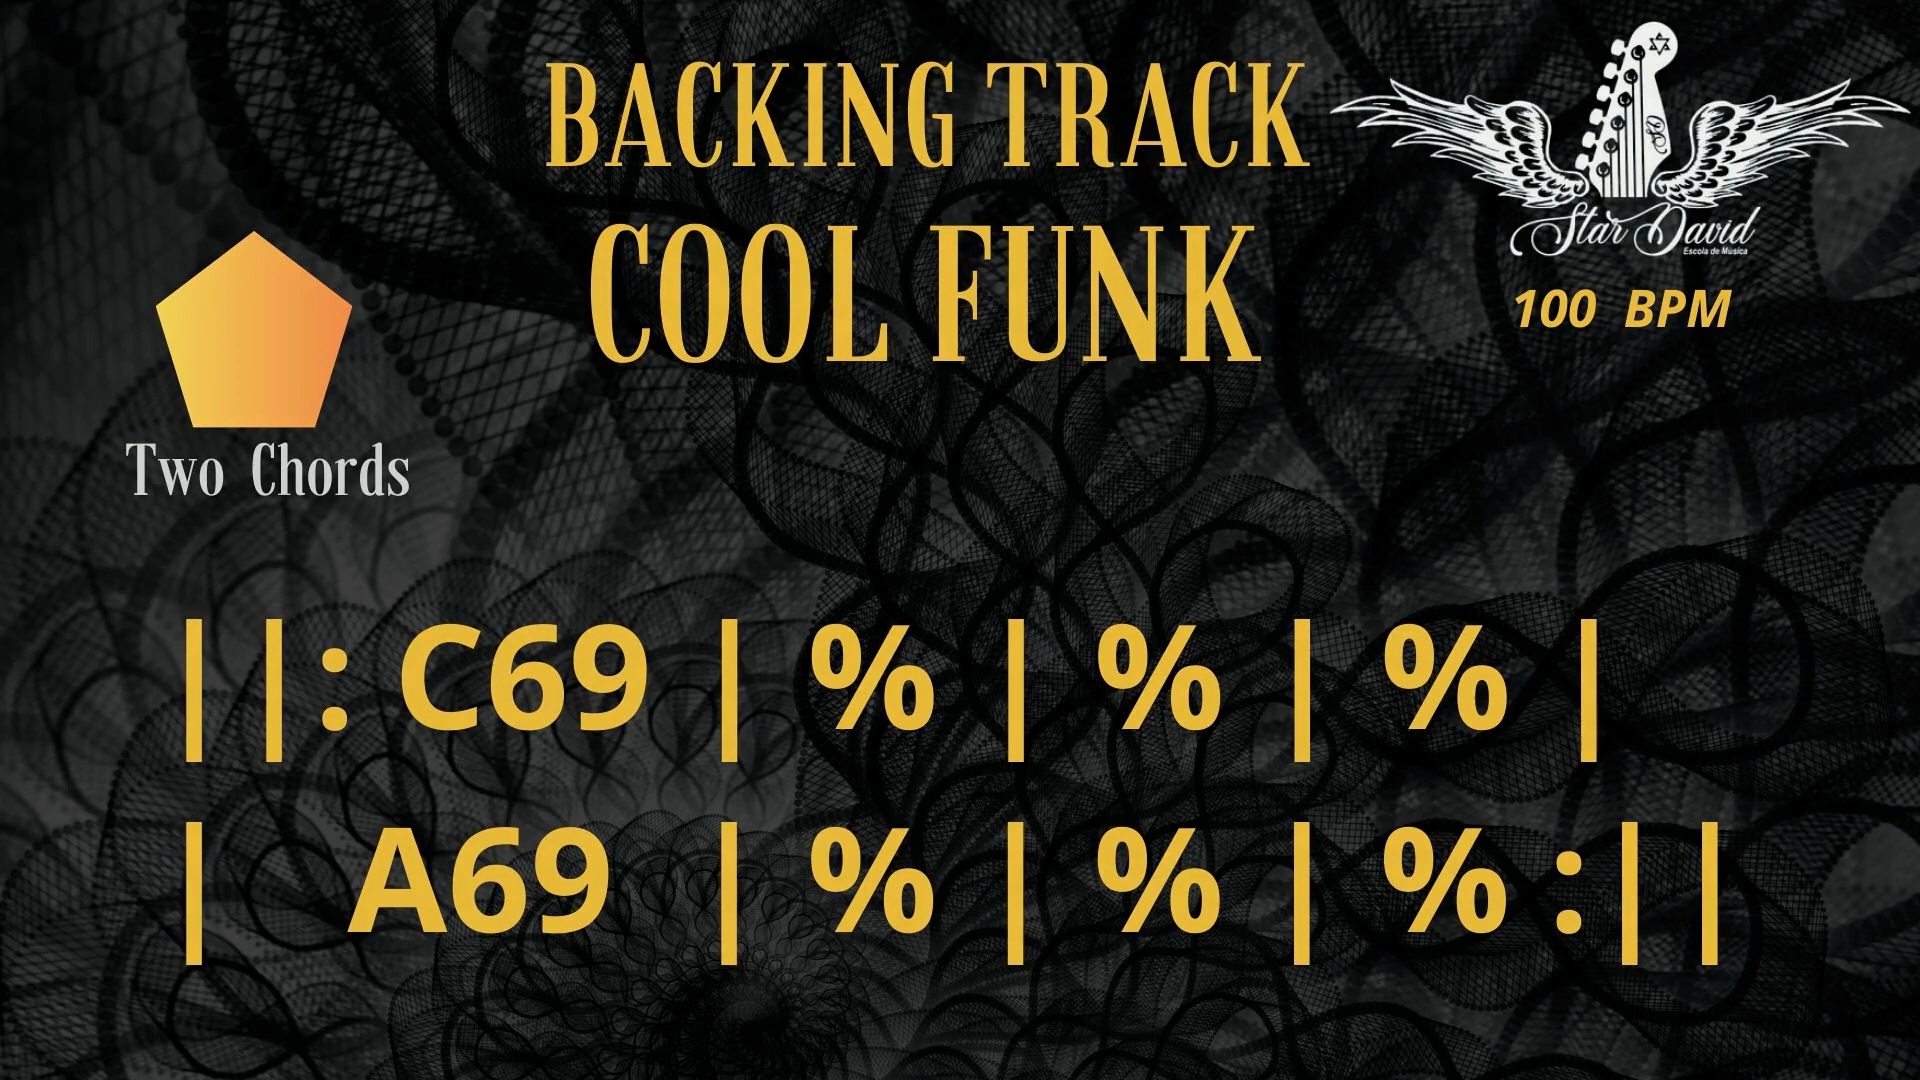 BACKING TRACK
COOL FUNK
Star David
Escola de Música
100 BPM
Two Chords
||: C69 | % | % | % |
| A69 | % | % | % :||